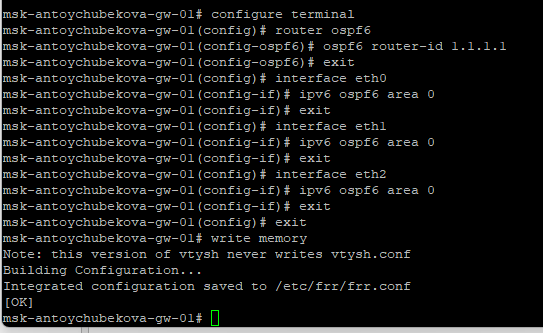 msk-antoychubekova-gw-01# configure terminal
msk-antoychubekova-gw-01(config)# router ospf6
msk-antoychubekova-gw-01(config-ospf6)# ospf6 router-id 1.1.1.1
msk-antoychubekova-gw-01(config-ospf6)# exit
msk-antoychubekova-gw-01(config)# interface eth0
msk-antoychubekova-gw-01(config-if)# ipv6 ospf6 area 0
msk-antoychubekova-gw-01(config-if)# exit
msk-antoychubekova-gw-01(config)# interface eth1
msk-antoychubekova-gw-01(config-if)# ipv6 ospf6 area 0
msk-antoychubekova-gw-01(config-if)# exit
msk-antoychubekova-gw-01(config)# interface eth2
msk-antoychubekova-gw-01(config-if)# ipv6 ospf6 area 0
msk-antoychubekova-gw-01(config-if)# exit
msk-antoychubekova-gw-01(config)# exit
msk-antoychubekova-gw-01# write memory
Note: this version of vtysh never writes vtysh.conf
Building Configuration...
Integrated configuration saved to /etc/frr/frr.conf
[OK]
msk-antoychubekova-gw-01#